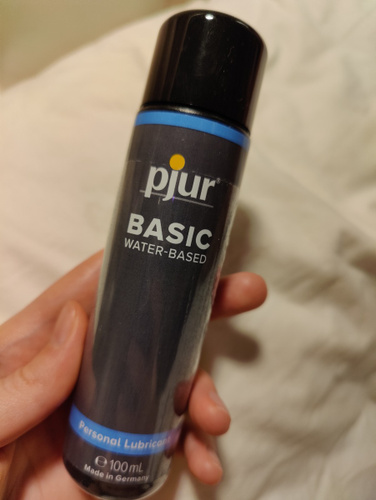 pjur®
BASIC
WATER-BASED
Personal Lubricant
℮ 100 mL
Made in Germany